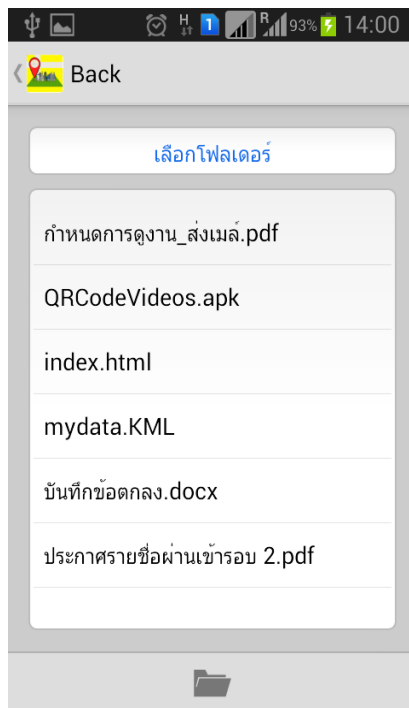 H
1
R
93%
14:00
Back
เลือกโฟลเดอร์
กำหนดการดูงาน_ส่งเมล์.pdf
QRCodeVideos.apk
index.html
mydata.KML
บันทึกข้อตกลง.docx
ประกาศรายชื่อผ่านเข้ารอบ 2.pdf